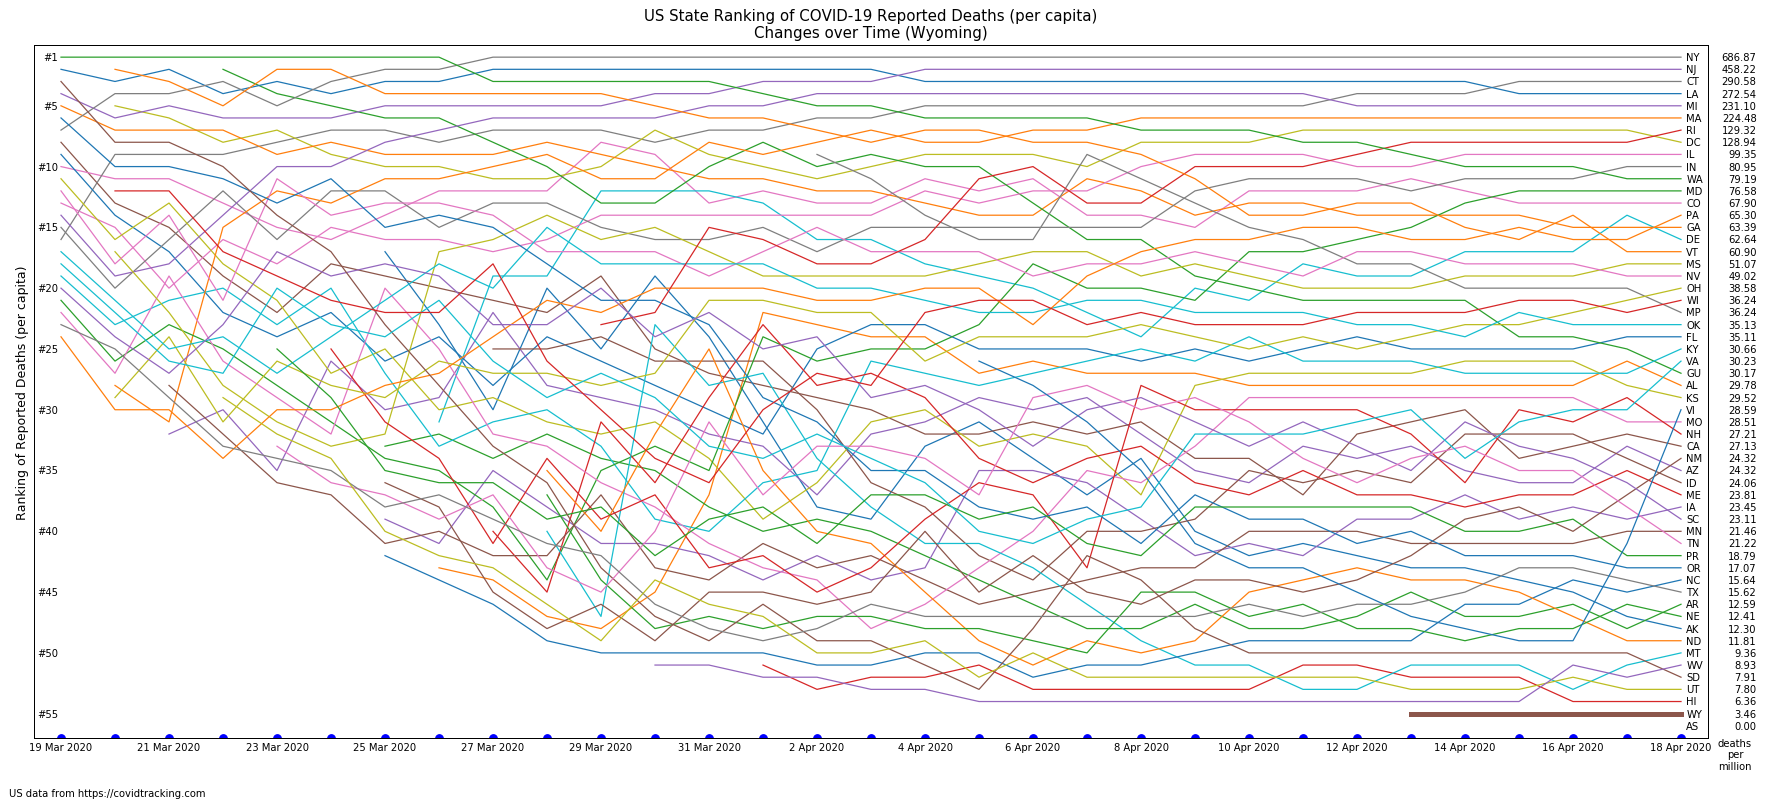 US State Ranking of COVID-19 Reported Deaths (per capita)
Changes over Time (Wyoming)
Ranking of Reported Deaths (per capita)
#1
#5
#10
#15
#20
#25
#30
#35
#40
#45
#50
#55
NY 686.87
NJ 458.22
CT 290.58
LA 272.54
MI 231.10
MA 224.48
RI 129.32
DC 128.94
IL 99.35
IN 80.95
WA 79.19
MD 76.58
CO 67.90
PA 65.30
GA 63.39
DE 62.64
VT 60.90
MS 51.07
NV 49.02
OH 38.58
WI 36.24
MP 36.24
OK 35.13
FL 35.11
KY 30.66
VA 30.23
GU 30.17
AL 29.78
KS 29.52
VI 28.59
MO 28.51
NH 27.21
CA 27.13
NM 24.32
AZ 24.32
ID 24.06
ME 23.81
IA 23.45
SC 23.11
MN 21.46
TN 21.22
PR 18.79
OR 17.07
NC 15.64
TX 15.62
AR 12.59
NE 12.41
AK 12.30
ND 11.81
MT 9.36
WV 8.93
SD 7.91
UT 7.80
HI 6.36
WY 3.46
AS 0.00
19 Mar 2020 21 Mar 2020 23 Mar 2020 25 Mar 2020 27 Mar 2020 29 Mar 2020 31 Mar 2020 2 Apr 2020 4 Apr 2020 6 Apr 2020 8 Apr 2020 10 Apr 2020 12 Apr 2020 14 Apr 2020 16 Apr 2020 18 Apr 2020
deaths
per
million
US data from https://covidtracking.com